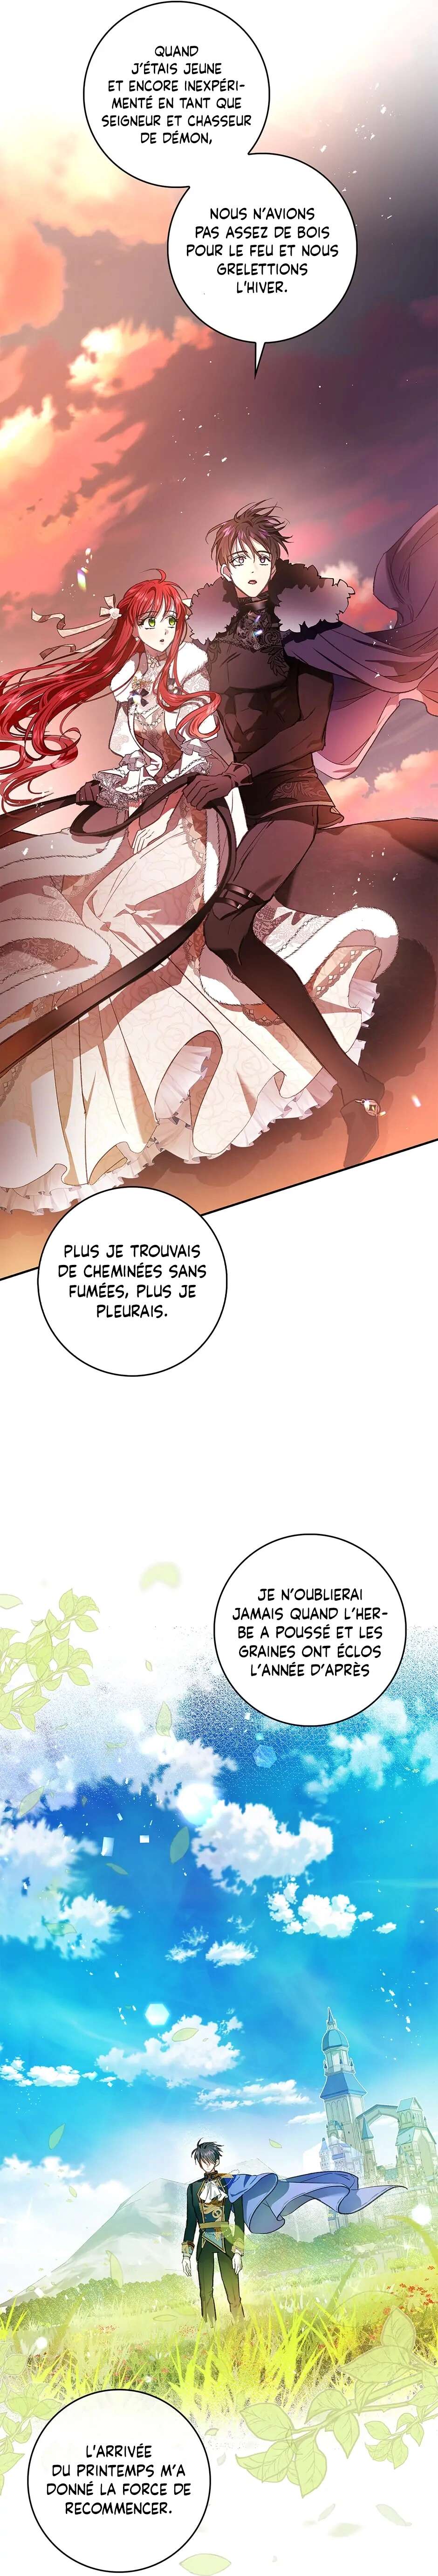 QUAND
J'ÉTAIS JEUNE
ET ENCORE INEXPÉRI-
MENTÉ EN TANT QUE
SEIGNEUR ET CHASSEUR
DE DÉMON,
NOUS N'AVIONS
PAS ASSEZ DE BOIS
POUR LE FEU ET NOUS
GRELETTIONS
L'HIVER.
PLUS JE TROUVAIS
DE CHEMINÉES SANS
FUMÉES, PLUS JE
PLEURAIS.
JE N'OUBLIERAI
JAMAIS QUAND L'HER-
BE A POUSSÉ ET LES
GRAINES ONT ÉCLOS
L'ANNÉE D'APRÈS
L'ARRIVÉE
DU PRINTEMPS M'A
DONNÉ LA FORCE DE
RECOMMENCER.